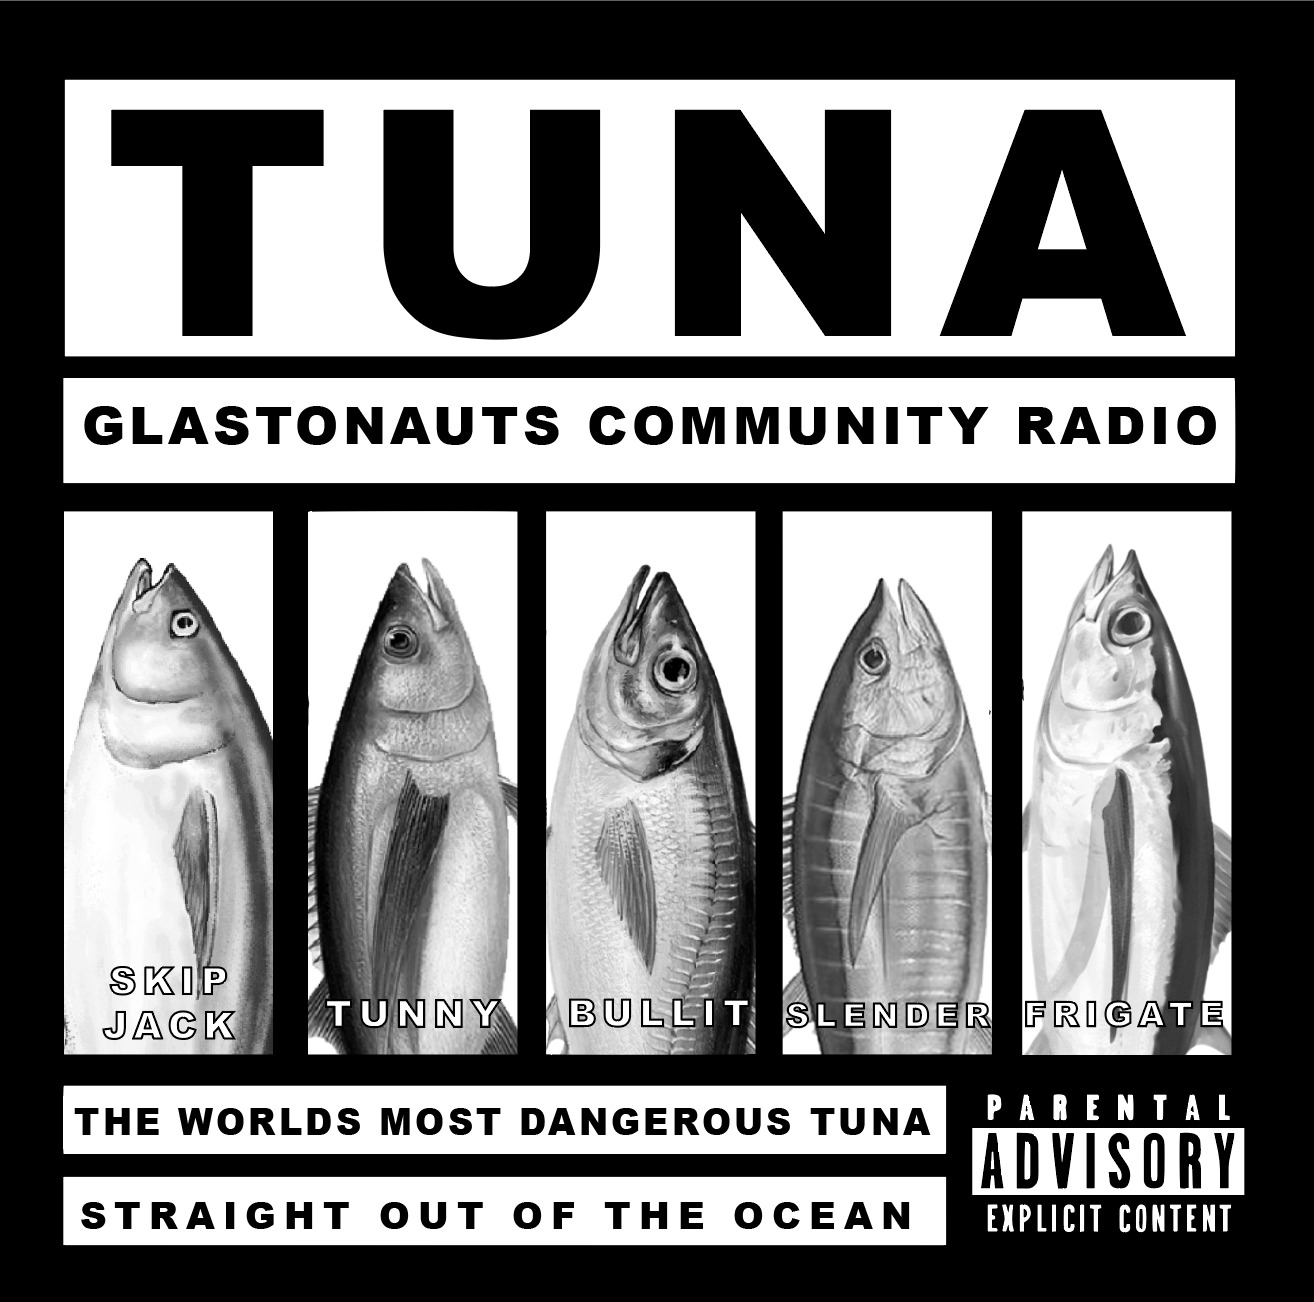 TUNA
GLASTONAUTS COMMUNITY RADIO
SKIP
JACK
TUNNY
BULLIT
SLENDER
FRIGATE
THE WORLDS MOST DANGEROUS TUNA
STRAIGHT OUT OF THE OCEAN
PARENTAL
ADVISORY
EXPLICIT CONTENT